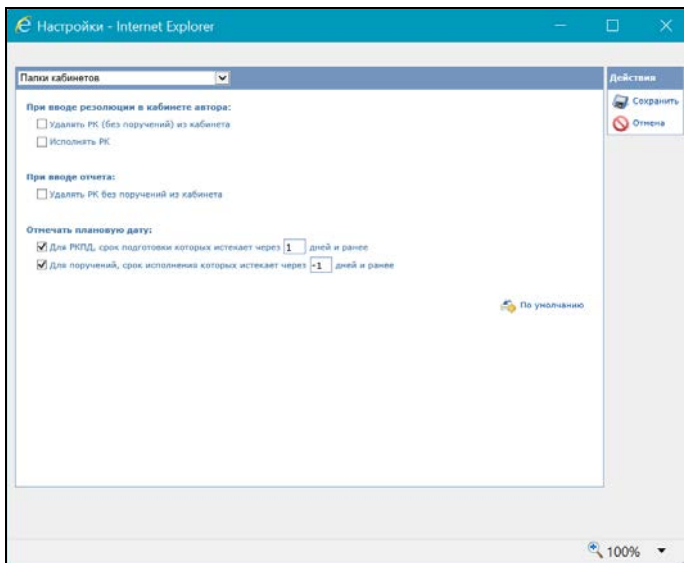 Настройки - Internet Explorer
Папки кабинетов
Действия
При вводе резолюции в кабинете автора:
Удалять РК (без поручений) из кабинета
Исполнять РК
Сохранить
Отмена
При вводе отчета:
Удалять РК без поручений из кабинета
Отмечать плановую дату:
Для РКПД, срок подготовки которых истекает через 1 дней и ранее
Для поручений, срок исполнения которых истекает через -1 дней и ранее
По умолчанию
100%